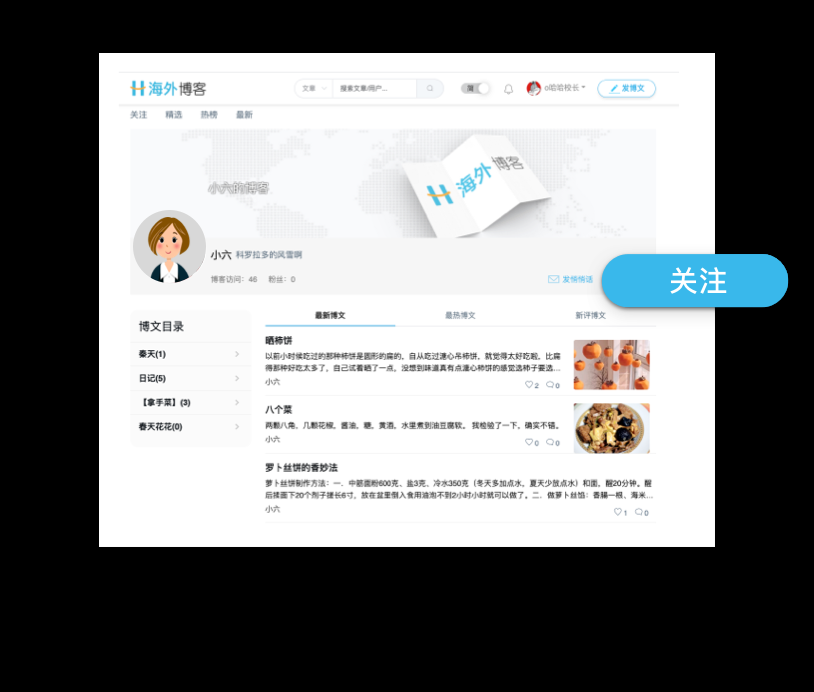 海外博客
文章
搜索文章/用户...
简
o哈哈校长
发博文
关注
精选
热榜
最新
小六的博客
海外博客
小六 科罗拉多的风雪啊
博客访问：46 粉丝：0
发悄悄话
关注
博文目录
秦天(1)
日记(5)
【拿手菜】(3)
春天花花(0)
最新博文
最热博文
新评博文
晒柿饼
以前小时候吃过的那种柿饼是圆形的扁的。自从吃过溏心吊柿饼，就觉得太好吃啦，比扁
得那种好吃太多了，自己试着晒了一点，没想到味道真有点溏心柿饼的感觉选柿子要选...
小六
2 0
八个菜
两颗八角、几颗花椒，酱油，糖，黄酒，水里煮到油豆腐软。 我检验了一下，确实不错。
小六
0 0
罗卜丝饼的香妙法
萝卜丝饼制作方法：一．中筋面粉600克、盐3克、冷水350克（冬天多加点水，夏天少放点水）和面，醒20分钟。醒
后揉面下20个剂子搓长6寸，放在盆里倒入食用油泡不到2小时小时就可以做了。二．做萝卜丝馅：香腸一根、海米...
小六
1 0